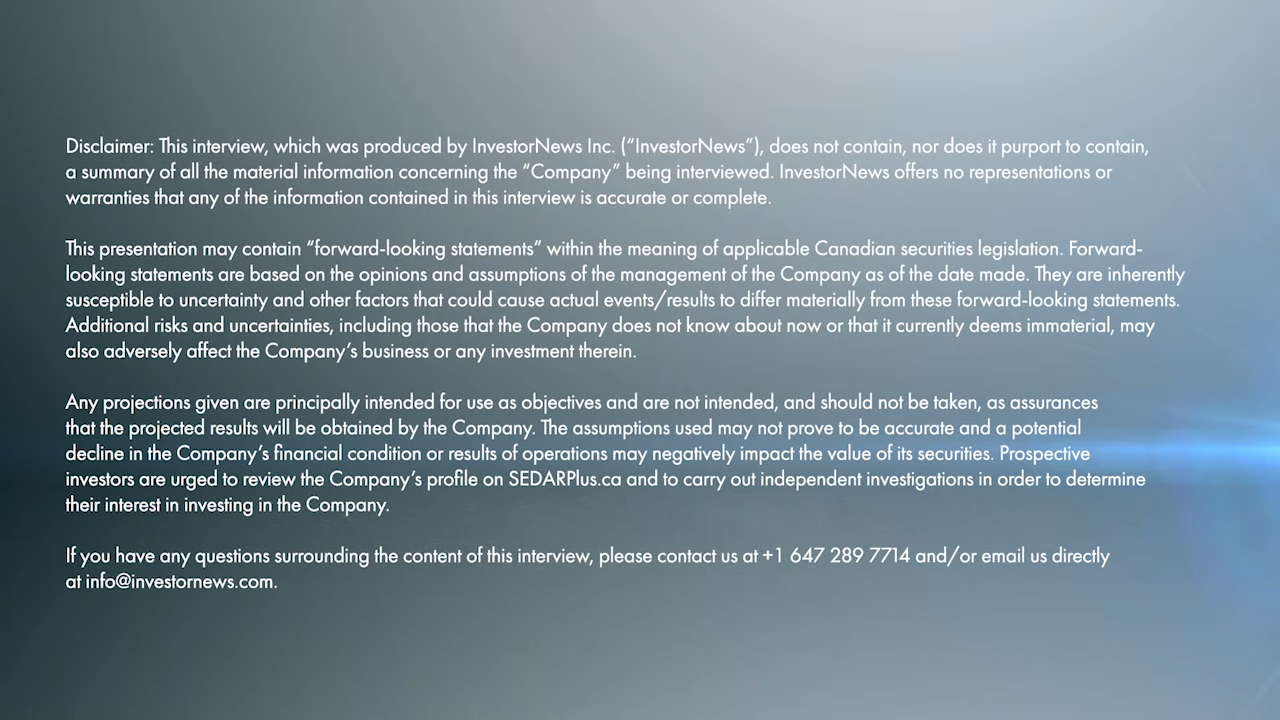 Disclaimer: This interview, which was produced by InvestorNews Inc. (“InvestorNews”), does not contain, nor does it purport to contain,
a summary of all the material information concerning the “Company” being interviewed. InvestorNews offers no representations or
warranties that any of the information contained in this interview is accurate or complete.
This presentation may contain “forward-looking statements“ within the meaning of applicable Canadian securities legislation. Forward-
looking statements are based on the opinions and assumptions of the management of the Company as of the date made. They are inherently
susceptible to uncertainty and other factors that could cause actual events/results to differ materially from these forward-looking statements.
Additional risks and uncertainties, including those that the Company does not know about now or that it currently deems immaterial, may
also adversely affect the Company’s business or any investment therein.
Any projections given are principally intended for use as objectives and are not intended, and should not be taken, as assurances
that the projected results will be obtained by the Company. The assumptions used may not prove to be accurate and a potential
decline in the Company’s financial condition or results of operations may negatively impact the value of its securities. Prospective
investors are urged to review the Company’s profile on SEDARPlus.ca and to carry out independent investigations in order to determine
their interest in investing in the Company.
If you have any questions surrounding the content of this interview, please contact us at +1 647 289 7714 and/or email us directly
at info@investornews.com.